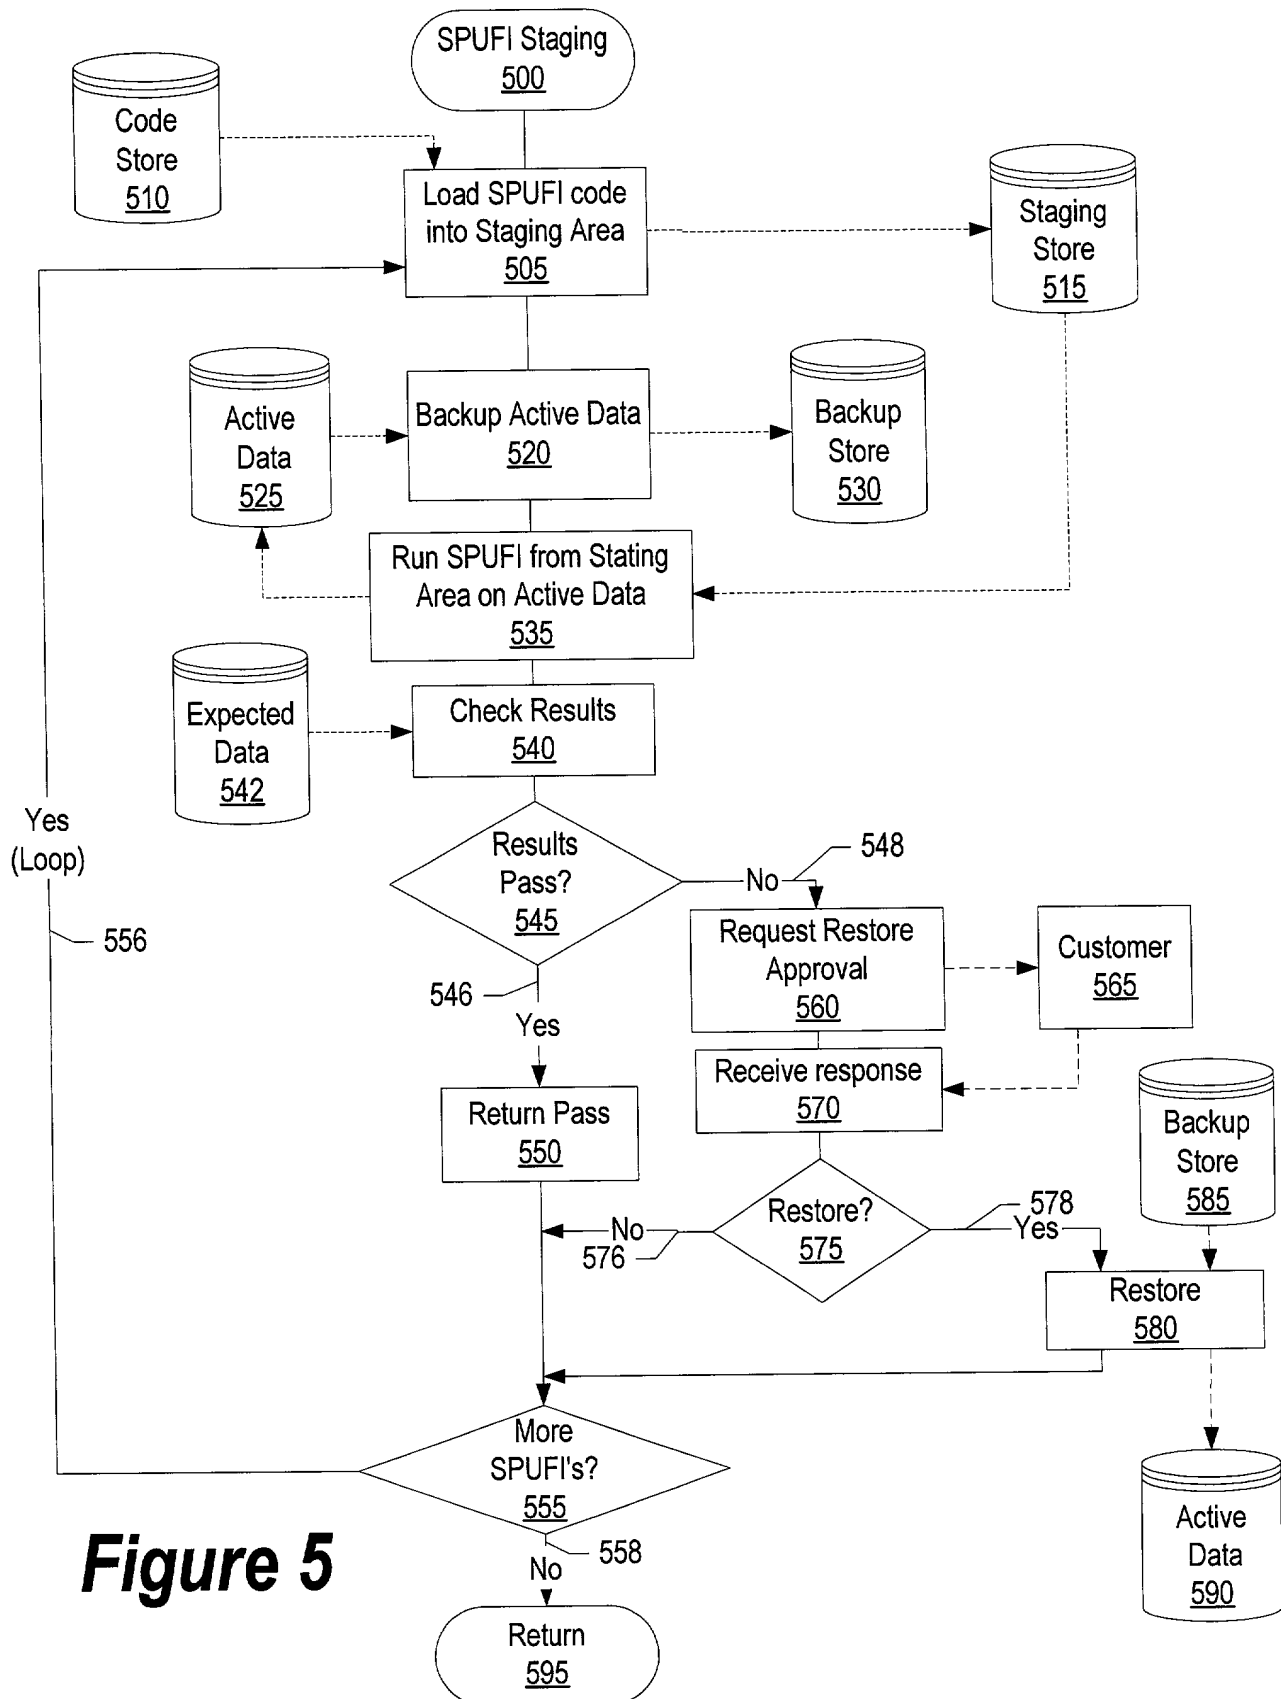 SPUFI Staging
500
Code
Store
510
Load SPUFI code
into Staging Area
505
Staging
Store
515
Active
Data
525
Backup Active Data
520
Backup
Store
530
Run SPUFI from Stating
Area on Active Data
535
Expected
Data
542
Check Results
540
Yes
(Loop)
556
Results
Pass?
545
No
548
546
Yes
Request Restore
Approval
560
Customer
565
Receive response
570
Return Pass
550
Backup
Store
585
Restore?
575
No
576
578
Yes
Restore
580
More
SPUFI's?
555
558
No
Active
Data
590
Return
595
Figure 5